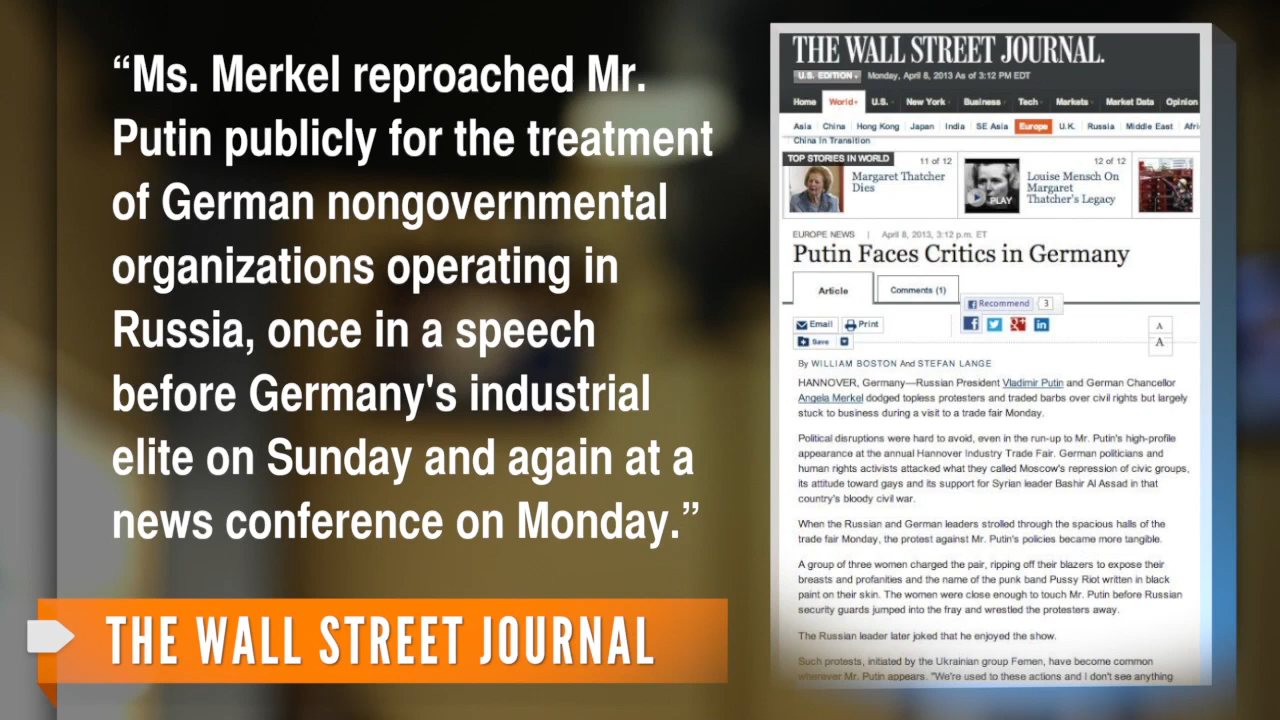 “Ms. Merkel reproached Mr.
Putin publicly for the treatment
of German nongovernmental
organizations operating in
Russia, once in a speech
before Germany's industrial
elite on Sunday and again at a
news conference on Monday.”
THE WALL STREET JOURNAL
THE WALL STREET JOURNAL.
U.S. EDITION Monday, April 8, 2013 As of 3:12 PM EDT
Home World U.S. New York Business Tech Markets Market Data Opinion
Asia China Hong Kong Japan India SE Asia Europe U.K. Russia Middle East Afri
China In Transition
TOP STORIES IN WORLD
11 of 12
Margaret Thatcher
Dies
12 of 12
Louise Mensch On
Margaret
Thatcher's Legacy
PLAY
EUROPE NEWS | April 8, 2013, 3:12 p.m. ET
Putin Faces Critics in Germany
Article Comments (1)
Recommend 3
Email Print
Save
f in
A
A
By WILLIAM BOSTON And STEFAN LANGE
HANNOVER, Germany—Russian President Vladimir Putin and German Chancellor
Angela Merkel dodged topless protesters and traded barbs over civil rights but largely
stuck to business during a visit to a trade fair Monday.
Political disruptions were hard to avoid, even in the run-up to Mr. Putin's high-profile
appearance at the annual Hannover Industry Trade Fair. German politicians and
human rights activists attacked what they called Moscow's repression of civic groups,
its attitude toward gays and its support for Syrian leader Bashir Al Assad in that
country's bloody civil war.
When the Russian and German leaders strolled through the spacious halls of the
trade fair Monday, the protest against Mr. Putin's policies became more tangible.
A group of three women charged the pair, ripping off their blazers to expose their
breasts and profanities and the name of the punk band Pussy Riot written in black
paint on their skin. The women were close enough to touch Mr. Putin before Russian
security guards jumped into the fray and wrestled the protesters away.
The Russian leader later joked that he enjoyed the show.
Such protests, initiated by the Ukrainian group Femen, have become common
wherever Mr. Putin appears. "We're used to these actions and I don't see anything